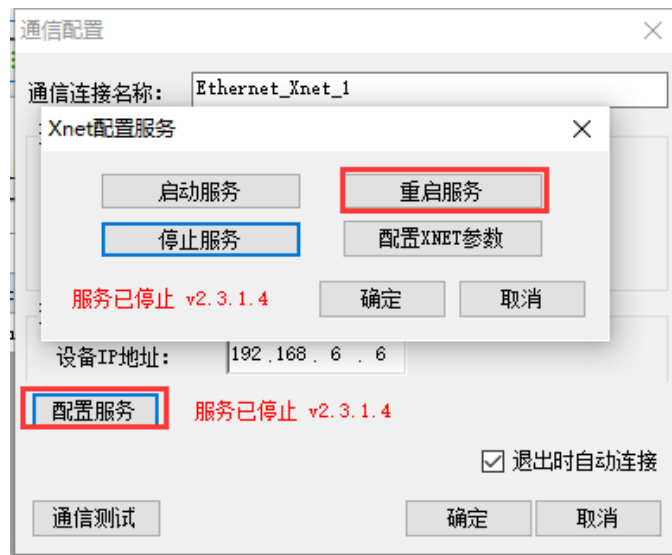 通信配置
通信连接名称: Ethernet_Xnet_1
Xnet配置服务
启动服务 重启服务
停止服务 配置XNET参数
服务已停止 v2.3.1.4 确定 取消
设备IP地址: 192 .168 . 6 . 6
配置服务 服务已停止 v2.3.1.4
退出时自动连接
通信测试 确定 取消